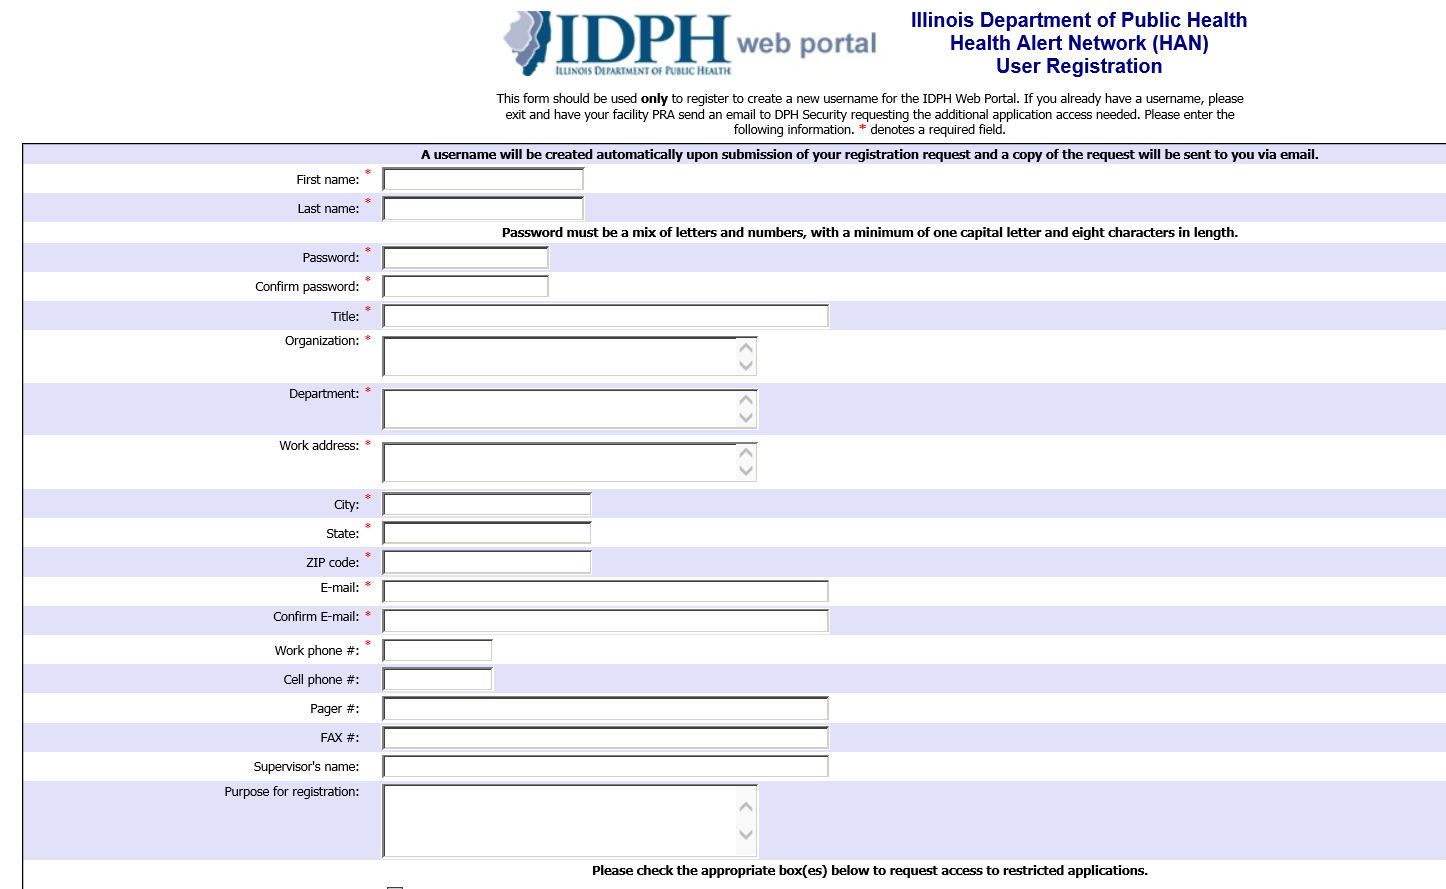 IDPH web portal
ILLINOIS DEPARTMENT OF PUBLIC HEALTH
Illinois Department of Public Health
Health Alert Network (HAN)
User Registration
This form should be used only to register to create a new username for the IDPH Web Portal. If you already have a username, please
exit and have your facility PRA send an email to DPH Security requesting the additional application access needed. Please enter the
following information. * denotes a required field.
A username will be created automatically upon submission of your registration request and a copy of the request will be sent to you via email.
First name: *
Last name: *
Password must be a mix of letters and numbers, with a minimum of one capital letter and eight characters in length.
Password: *
Confirm password: *
Title: *
Organization: *
Department: *
Work address: *
City: *
State: *
ZIP code: *
E-mail: *
Confirm E-mail: *
Work phone #: *
Cell phone #:
Pager #:
FAX #:
Supervisor's name:
Purpose for registration:
Please check the appropriate box(es) below to request access to restricted applications.